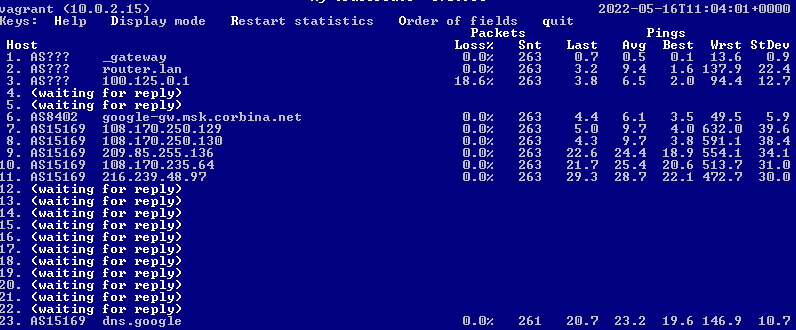 vagrant (10.0.2.15) 2022-05-16T11:04:01+0000
Keys: Help Display mode Restart statistics Order of fields quit
Packets Pings
Host Loss% Snt Last Avg Best Wrst StDev
1. AS??? _gateway 0.0% 263 0.7 0.5 0.1 13.6 0.9
2. AS??? router.lan 0.0% 263 3.2 9.4 1.6 137.9 22.4
3. AS??? 100.125.0.1 18.6% 263 3.8 6.5 2.0 94.4 12.7
4. (waiting for reply)
5. (waiting for reply)
6. AS8402 google-gw.msk.corbina.net 0.0% 263 4.4 6.1 3.5 49.5 5.9
7. AS15169 108.170.250.129 0.0% 263 5.0 9.7 4.0 632.0 39.6
8. AS15169 108.170.250.130 0.0% 263 4.3 9.7 3.8 591.1 38.4
9. AS15169 209.85.255.136 0.0% 263 22.6 24.4 18.9 554.1 34.1
10. AS15169 108.170.235.64 0.0% 263 21.7 25.4 20.6 513.7 31.0
11. AS15169 216.239.48.97 0.0% 263 29.3 28.7 22.1 472.7 30.0
12. (waiting for reply)
13. (waiting for reply)
14. (waiting for reply)
15. (waiting for reply)
16. (waiting for reply)
17. (waiting for reply)
18. (waiting for reply)
19. (waiting for reply)
20. (waiting for reply)
21. (waiting for reply)
22. (waiting for reply)
23. AS15169 dns.google 0.0% 261 20.7 23.2 19.6 146.9 10.7